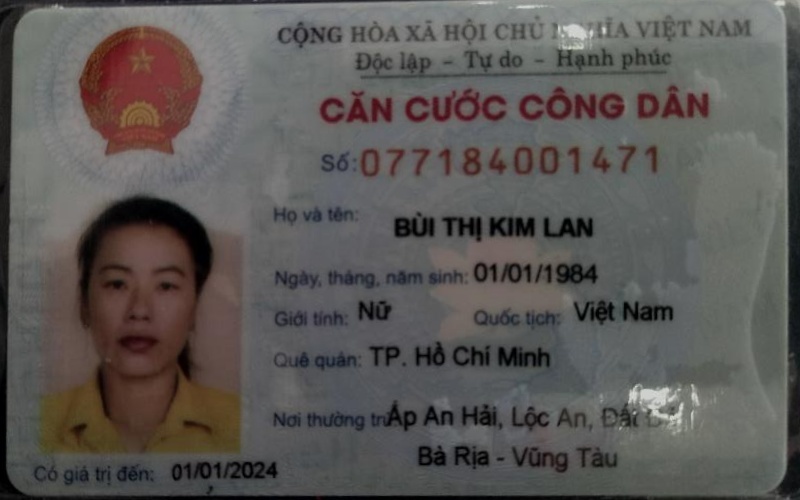 CỘNG HÒA XÃ HỘI CHỦ NGHĨA VIỆT NAM
Độc lập - Tự do - Hạnh phúc
CĂN CƯỚC CÔNG DÂN
Số: 077184001471
Họ và tên: BÙI THỊ KIM LAN
Ngày, tháng, năm sinh: 01/01/1984
Giới tính: Nữ Quốc tịch: Việt Nam
Quê quán: TP. Hồ Chí Minh
Nơi thường Ấp An Hải, Lộc An, Đất
Bà Rịa - Vũng Tàu
Có giá trị đến: 01/01/2024